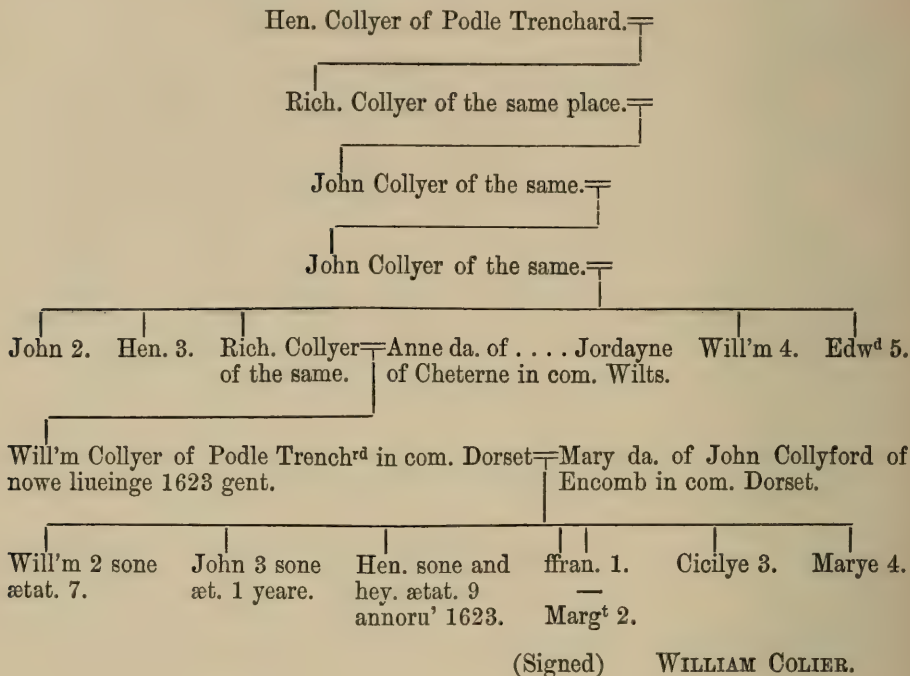 Hen. Collyer of Podle Trenchard.
Rich. Collyer of the same place.
John Collyer of the same.
John Collyer of the same.
John 2. Hen. 3. Rich. Collyer of the same. Anne da. of . . . . Jordayne of Cheterne in com. Wilts. Will'm 4. Edwᵈ 5.
Will'm Collyer of Podle Trenchʳᵈ in com. Dorset nowe liueinge 1623 gent. Mary da. of John Collyford of Encomb in com. Dorset.
Will'm 2 sone ætat. 7. John 3 sone æt. 1 yeare. Hen. sone and hey. ætat. 9 annoru' 1623. ffran. 1. — Margᵗ 2. Cicilye 3. Marye 4.
(Signed) WILLIAM COLIER.